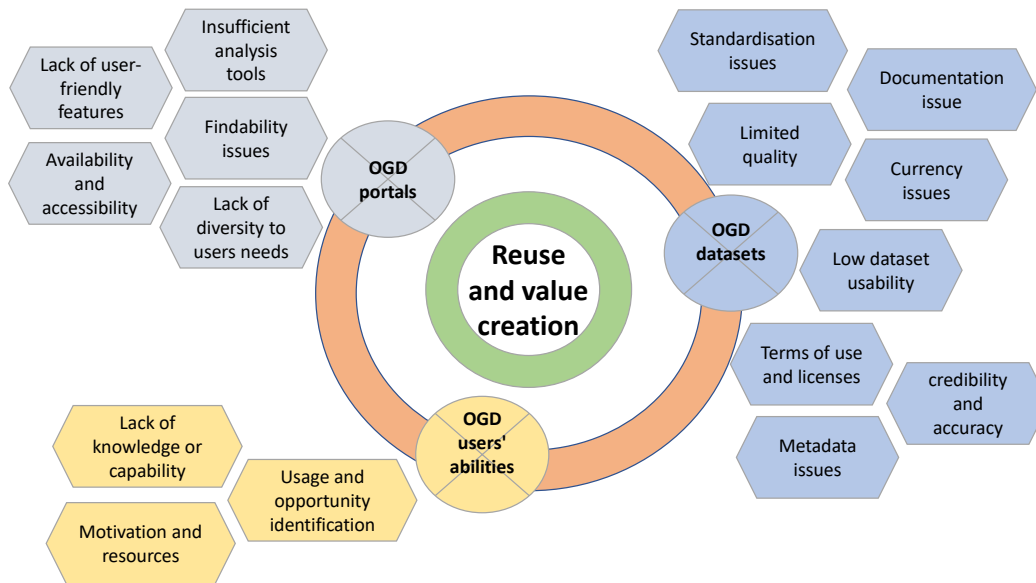 Insufficient
analysis
tools
Lack of user-
friendly
features
Findability
issues
Availability
and
accessibility
Lack of
diversity to
users needs
OGD
portals
Standardisation
issues
Documentation
issue
Limited
quality
Currency
issues
OGD
datasets
Low dataset
usability
Terms of use
and licenses
credibility
and
accuracy
Metadata
issues
Reuse
and value
creation
OGD
users'
abilities
Lack of
knowledge or
capability
Usage and
opportunity
identification
Motivation and
resources